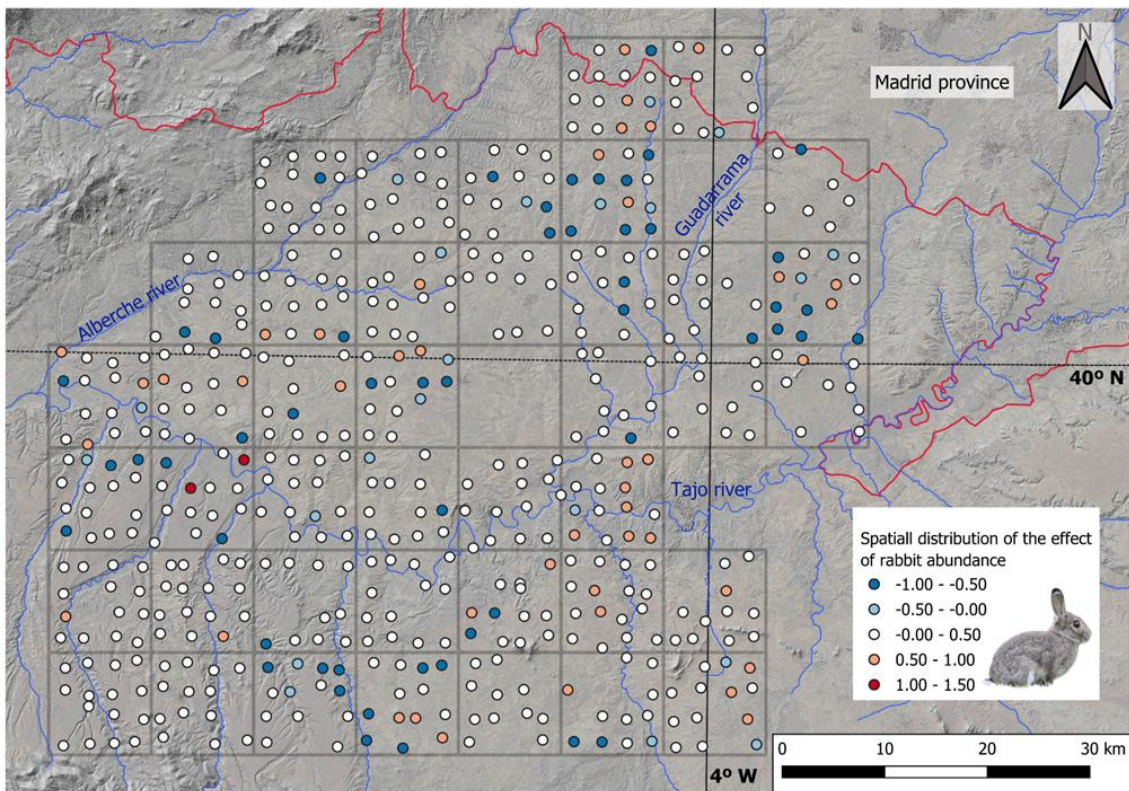 N
Madrid province
Guadarrama
river
Alberche river
40º N
Tajo river
Spatiall distribution of the effect
of rabbit abundance
-1.00 - -0.50
-0.50 - -0.00
-0.00 - 0.50
0.50 - 1.00
1.00 - 1.50
4º W
0 10 20 30 km